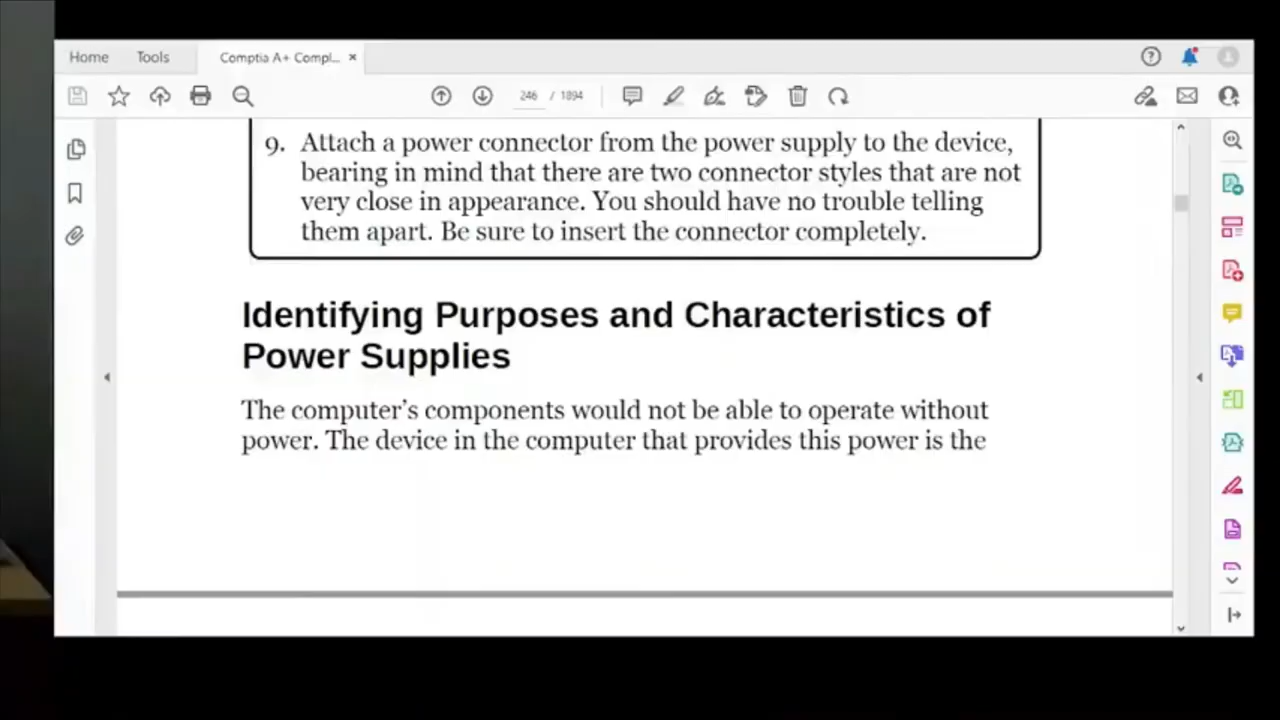 Home Tools Comptia A+ Compl... ×
246 / 1894
9. Attach a power connector from the power supply to the device,
bearing in mind that there are two connector styles that are not
very close in appearance. You should have no trouble telling
them apart. Be sure to insert the connector completely.
Identifying Purposes and Characteristics of
Power Supplies
The computer’s components would not be able to operate without
power. The device in the computer that provides this power is the